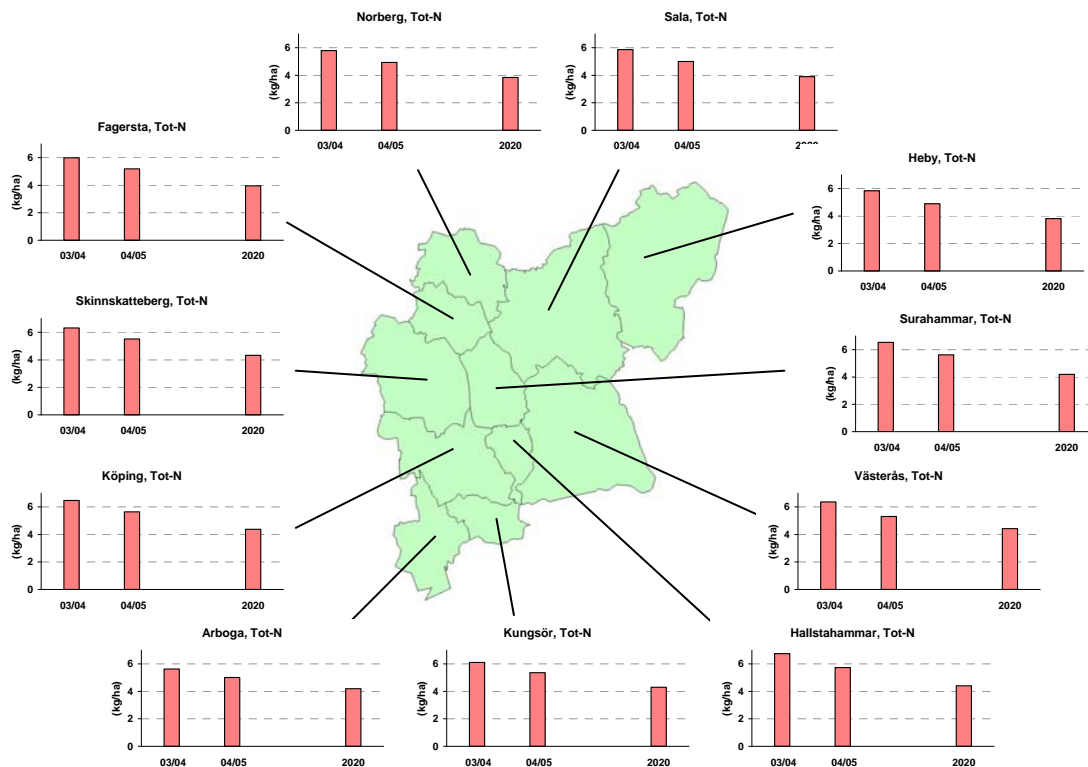 Norberg, Tot-N
(kg/ha)
6
4
2
0
03/04 04/05 2020
Sala, Tot-N
(kg/ha)
6
4
2
0
03/04 04/05 2020
Fagersta, Tot-N
(kg/ha)
6
4
2
0
03/04 04/05 2020
Heby, Tot-N
(kg/ha)
6
4
2
0
03/04 04/05 2020
Skinnskatteberg, Tot-N
(kg/ha)
6
4
2
0
03/04 04/05 2020
Surahammar, Tot-N
(kg/ha)
6
4
2
0
03/04 04/05 2020
Köping, Tot-N
(kg/ha)
6
4
2
0
03/04 04/05 2020
Västerås, Tot-N
(kg/ha)
6
4
2
0
03/04 04/05 2020
Arboga, Tot-N
(kg/ha)
6
4
2
0
03/04 04/05 2020
Kungsör, Tot-N
(kg/ha)
6
4
2
0
03/04 04/05 2020
Hallstahammar, Tot-N
(kg/ha)
6
4
2
0
03/04 04/05 2020